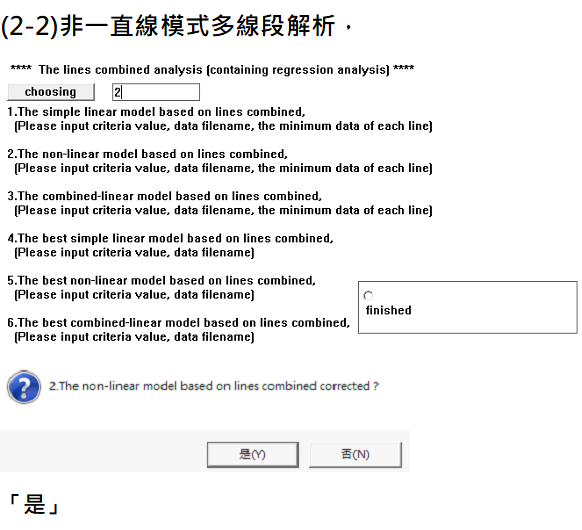 (2-2)非一直線模式多線段解析，
**** The lines combined analysis (containing regression analysis) ****
choosing 2
1.The simple linear model based on lines combined,
(Please input criteria value, data filename, the minimum data of each line)
2.The non-linear model based on lines combined,
(Please input criteria value, data filename, the minimum data of each line)
3.The combined-linear model based on lines combined,
(Please input criteria value, data filename, the minimum data of each line)
4.The best simple linear model based on lines combined,
(Please input criteria value, data filename)
5.The best non-linear model based on lines combined,
(Please input criteria value, data filename)
finished
6.The best combined-linear model based on lines combined,
(Please input criteria value, data filename)
2.The non-linear model based on lines combined corrected ?
是(Y) 否(N)
「是」